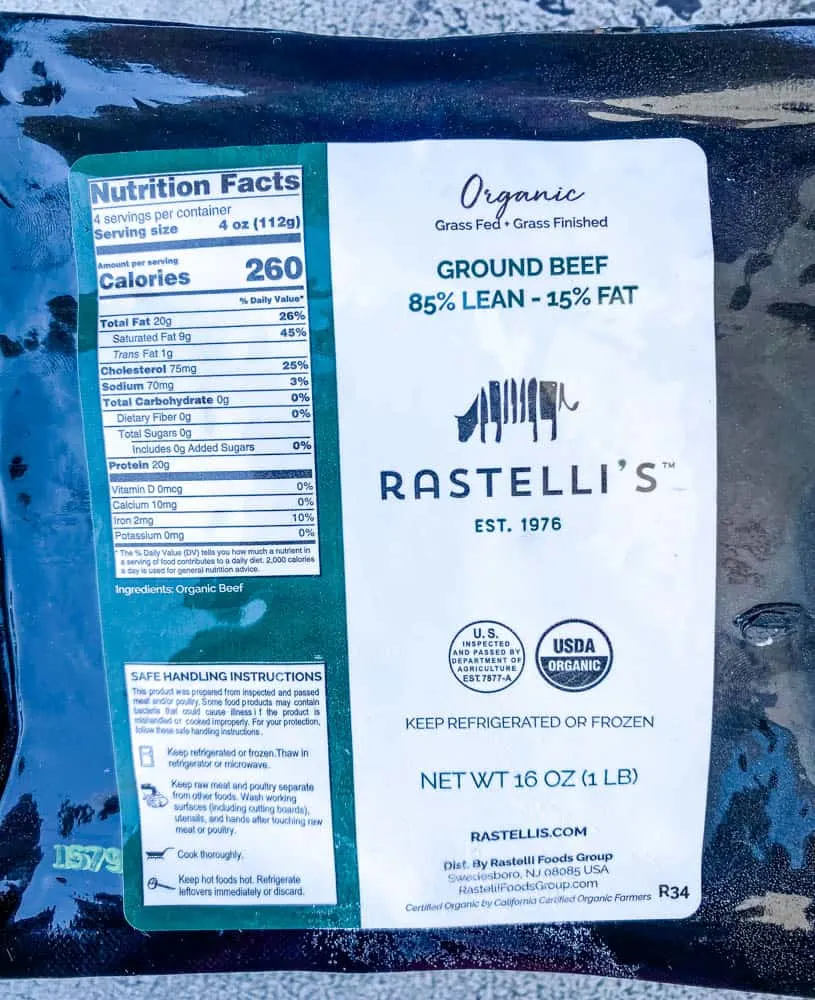 Nutrition Facts
4 servings per container
Serving size 4 oz (112g)
Amount per serving
Calories 260
% Daily Value*
Total Fat 20g 26%
Saturated Fat 9g 45%
Trans Fat 1g
Cholesterol 75mg 25%
Sodium 70mg 3%
Total Carbohydrate 0g 0%
Dietary Fiber 0g 0%
Total Sugars 0g
Includes 0g Added Sugars 0%
Protein 20g
Vitamin D 0mcg 0%
Calcium 10mg 0%
Iron 2mg 10%
Potassium 0mg 0%
* The % Daily Value (DV) tells you how much a nutrient in
a serving of food contributes to a daily diet. 2,000 calories
a day is used for general nutrition advice.
Ingredients: Organic Beef
SAFE HANDLING INSTRUCTIONS
This product was prepared from inspected and passed
meat and/or poultry. Some food products may contain
bacteria that could cause illness if the product is
mishandled or cooked improperly. For your protection,
follow these safe handling instructions.
Keep refrigerated or frozen. Thaw in
refrigerator or microwave.
Keep raw meat and poultry separate
from other foods. Wash working
surfaces (including cutting boards),
utensils, and hands after touching raw
meat or poultry.
Cook thoroughly.
Keep hot foods hot. Refrigerate
leftovers immediately or discard.
Organic
Grass Fed • Grass Finished
GROUND BEEF
85% LEAN - 15% FAT
RASTELLI'S™
EST. 1976
U.S.
INSPECTED
AND PASSED BY
DEPARTMENT OF
AGRICULTURE
EST. 7877-A
USDA
ORGANIC
KEEP REFRIGERATED OR FROZEN
NET WT 16 OZ (1 LB)
RASTELLIS.COM
Dist. By Rastelli Foods Group
Swedesboro, NJ 08085 USA
RastelliFoodsGroup.com
Certified Organic by California Certified Organic Farmers
R34